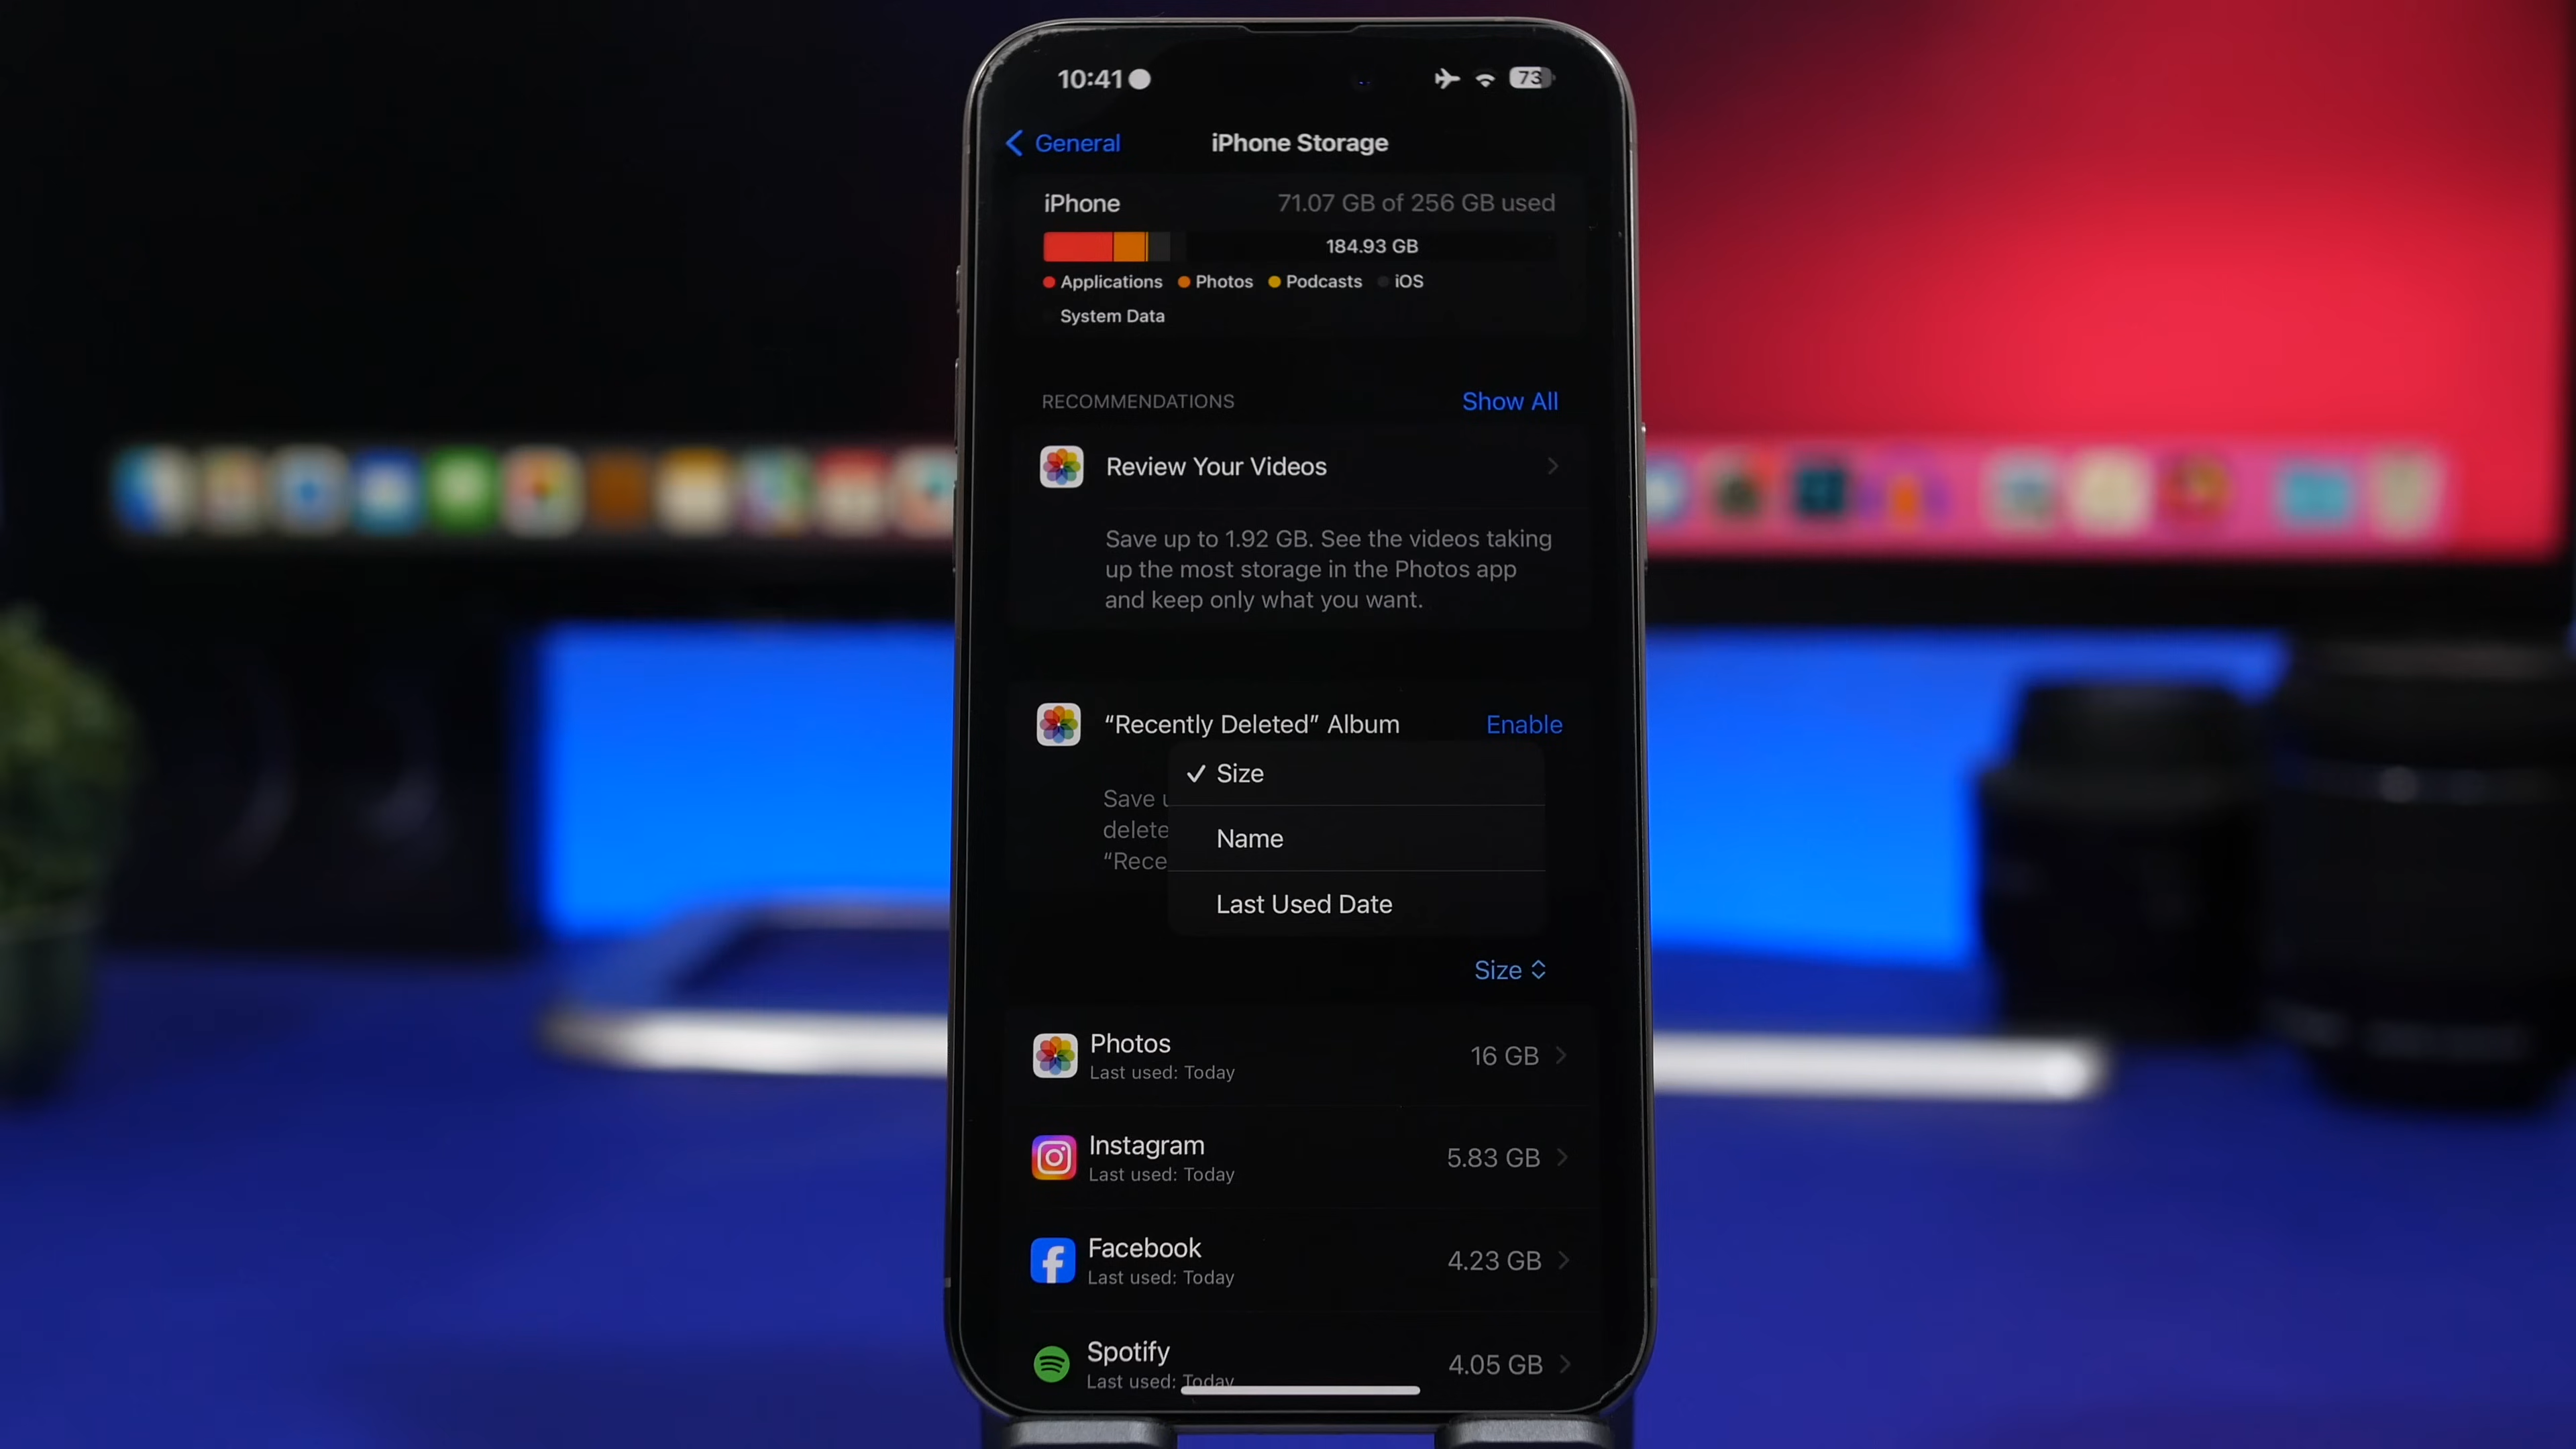 10:41
73
General
iPhone Storage
iPhone
71.07 GB of 256 GB used
184.93 GB
Applications
Photos
Podcasts
iOS
System Data
RECOMMENDATIONS
Show All
Review Your Videos
Save up to 1.92 GB. See the videos taking
up the most storage in the Photos app
and keep only what you want.
“Recently Deleted” Album
Enable
Size
Save
delete
Name
“Rece
Last Used Date
Size
Photos
16 GB
Last used: Today
Instagram
5.83 GB
Last used: Today
Facebook
4.23 GB
Last used: Today
Spotify
4.05 GB
Last used: Today